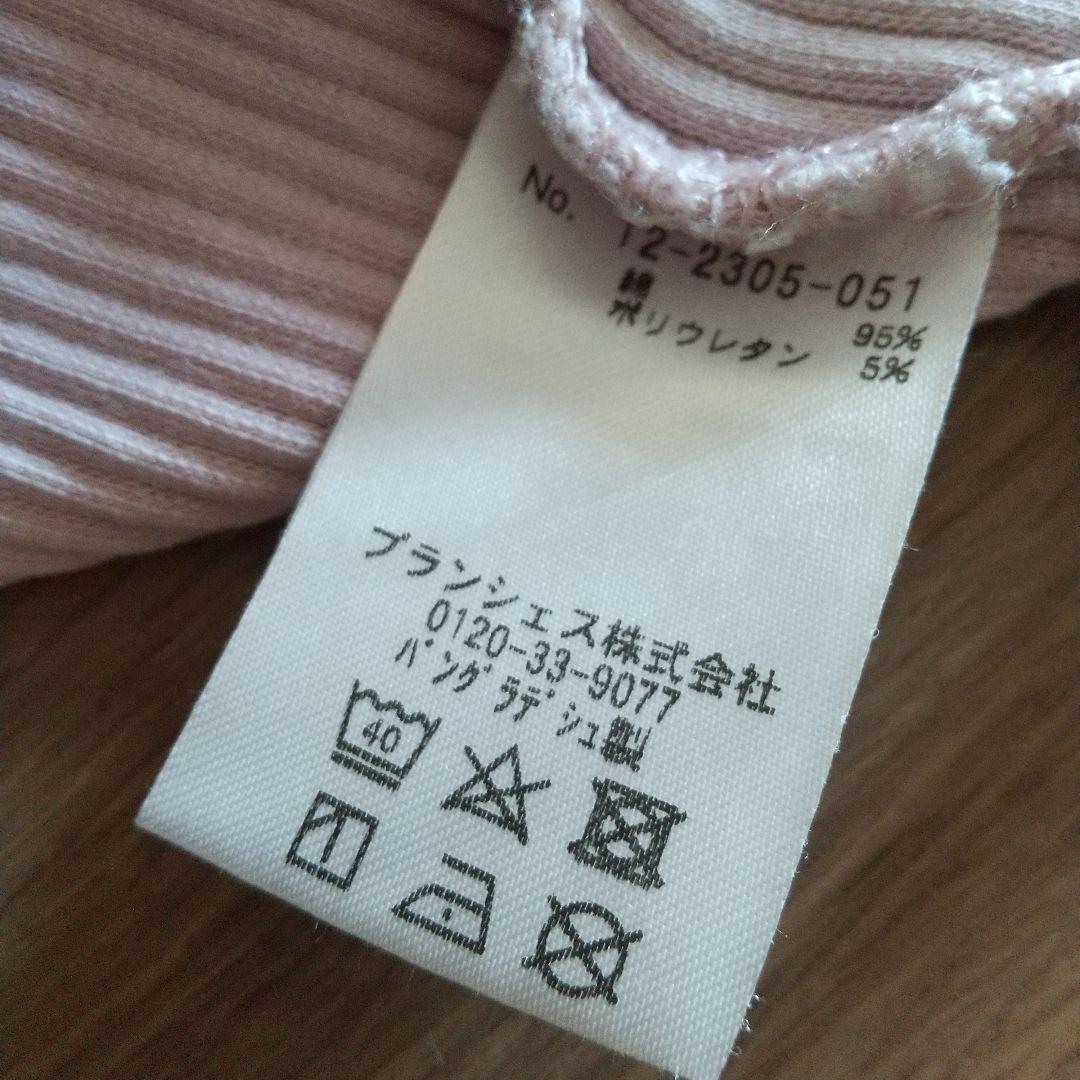 No. 12-2305-051
綿 95%
ポリウレタン 5%
ブランシェス株式会社
0120-33-9077
バングラデシュ製
40